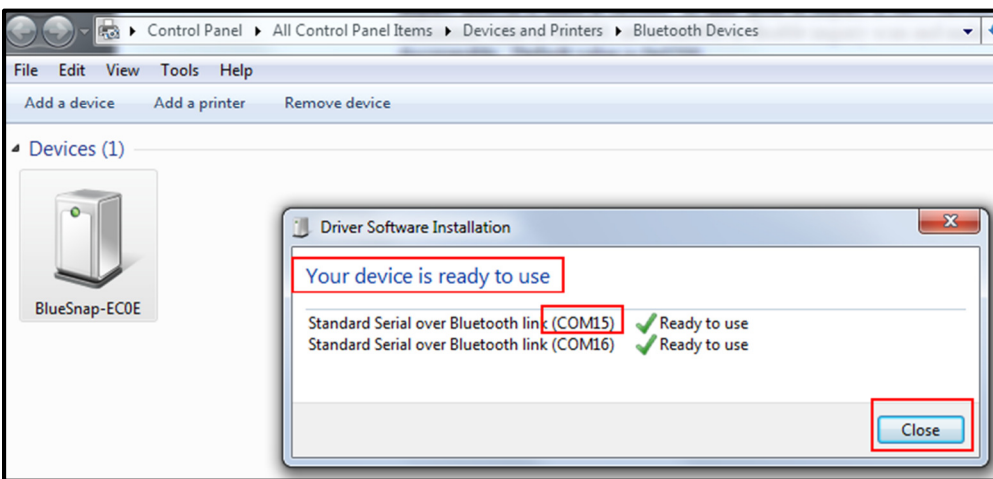 Control Panel ▸ All Control Panel Items ▸ Devices and Printers ▸ Bluetooth Devices
File Edit View Tools Help
Add a device Add a printer Remove device
Devices (1)
BlueSnap-EC0E
Driver Software Installation
Your device is ready to use
Standard Serial over Bluetooth link (COM15) Ready to use
Standard Serial over Bluetooth link (COM16) Ready to use
Close